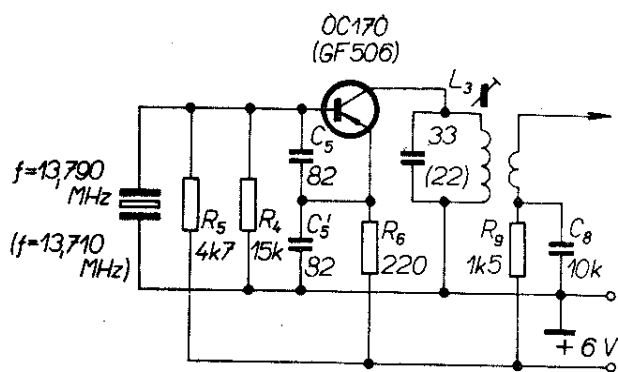 OC170
(GF506)
L3
C5
82
33
(22)
f=13,790
MHz
(f=13,710
MHz)
R5
4k7
R4
15k
C5'
82
R6
220
R9
1k5
C8
10k
+ 6 V